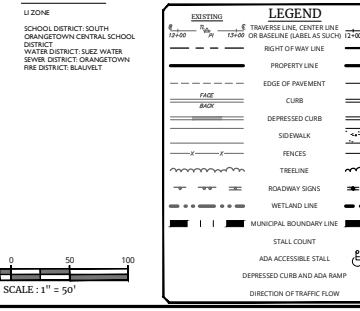 LI ZONE
SCHOOL DISTRICT: SOUTH
ORANGETOWN CENTRAL SCHOOL
DISTRICT
WATER DISTRICT: SUEZ WATER
SEWER DISTRICT: ORANGETOWN
FIRE DISTRICT: BLAUVELT
0 50 100
SCALE : 1" = 50'
LEGEND
EXISTING
12+00 PI 13+00
TRAVERSE LINE, CENTER LINE
OR BASELINE (LABEL AS SUCH) 12+00
RIGHT OF WAY LINE
PROPERTY LINE
EDGE OF PAVEMENT
FACE
BACK
CURB
DEPRESSED CURB
SIDEWALK
X X
FENCES
TREELINE
ROADWAY SIGNS
WETLAND LINE
MUNICIPAL BOUNDARY LINE
STALL COUNT
ADA ACCESSIBLE STALL
DEPRESSED CURB AND ADA RAMP
DIRECTION OF TRAFFIC FLOW